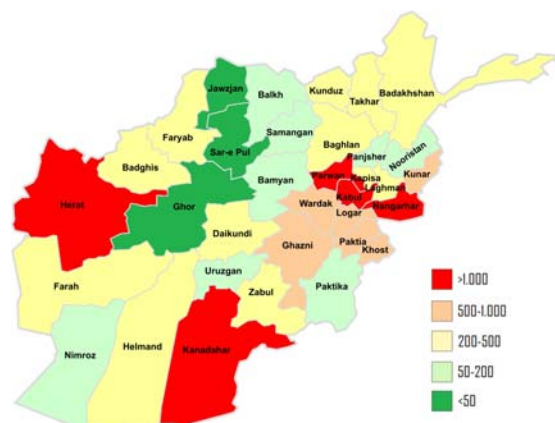 Jawzjan
Balkh
Kunduz
Takhar
Badakhshan
Faryab
Samangan
Sar-e Pul
Baghlan
Badghis
Panjsher
Nooristan
Bamyan
Parwan
Kapisa
Kunar
Laghman
Herat
Ghor
Wardak
Kabul
Nangarhar
Logar
Daikundi
Ghazni
Paktia
Khost
Uruzgan
Farah
Zabul
Paktika
Nimroz
Helmand
Kanadahar
>1.000
500-1.000
200-500
50-200
<50